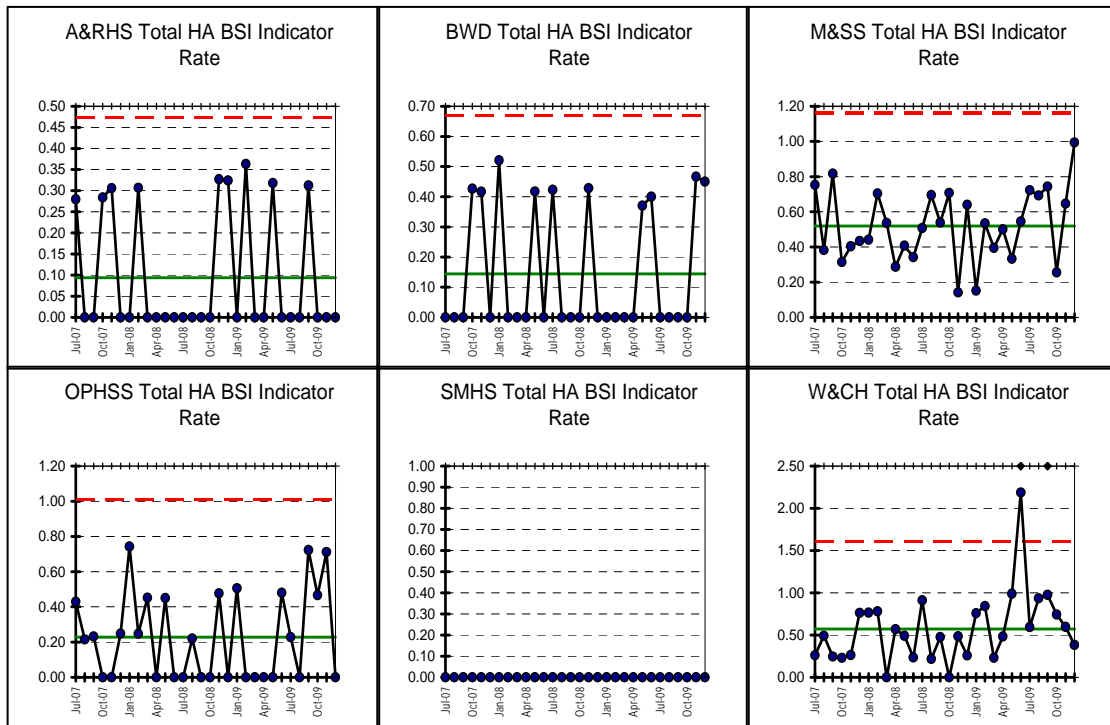 A&RHS Total HA BSI Indicator
Rate
0.50
0.45
0.40
0.35
0.30
0.25
0.20
0.15
0.10
0.05
0.00
Jul-07
Oct-07
Jan-08
Apr-08
Jul-08
Oct-08
Jan-09
Apr-09
Jul-09
Oct-09
BWD Total HA BSI Indicator
Rate
0.70
0.60
0.50
0.40
0.30
0.20
0.10
0.00
Jul-07
Oct-07
Jan-08
Apr-08
Jul-08
Oct-08
Jan-09
Apr-09
Jul-09
Oct-09
M&SS Total HA BSI Indicator
Rate
1.20
1.00
0.80
0.60
0.40
0.20
0.00
Jul-07
Oct-07
Jan-08
Apr-08
Jul-08
Oct-08
Jan-09
Apr-09
Jul-09
Oct-09
OPHSS Total HA BSI Indicator
Rate
1.20
1.00
0.80
0.60
0.40
0.20
0.00
Jul-07
Oct-07
Jan-08
Apr-08
Jul-08
Oct-08
Jan-09
Apr-09
Jul-09
Oct-09
SMHS Total HA BSI Indicator
Rate
1.00
0.90
0.80
0.70
0.60
0.50
0.40
0.30
0.20
0.10
0.00
Jul-07
Oct-07
Jan-08
Apr-08
Jul-08
Oct-08
Jan-09
Apr-09
Jul-09
Oct-09
W&CH Total HA BSI Indicator
Rate
2.50
2.00
1.50
1.00
0.50
0.00
Jul-07
Oct-07
Jan-08
Apr-08
Jul-08
Oct-08
Jan-09
Apr-09
Jul-09
Oct-09